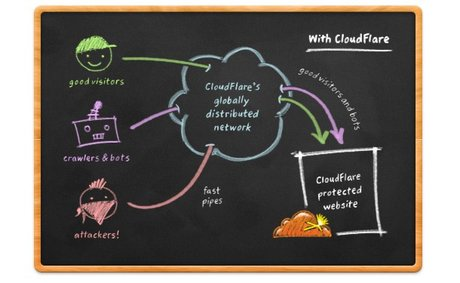 With CloudFlare
good visitors
CloudFlare's
globally
distributed
network
good visitors and bots
crawlers & bots
fast
pipes
CloudFlare
protected
website
attackers!